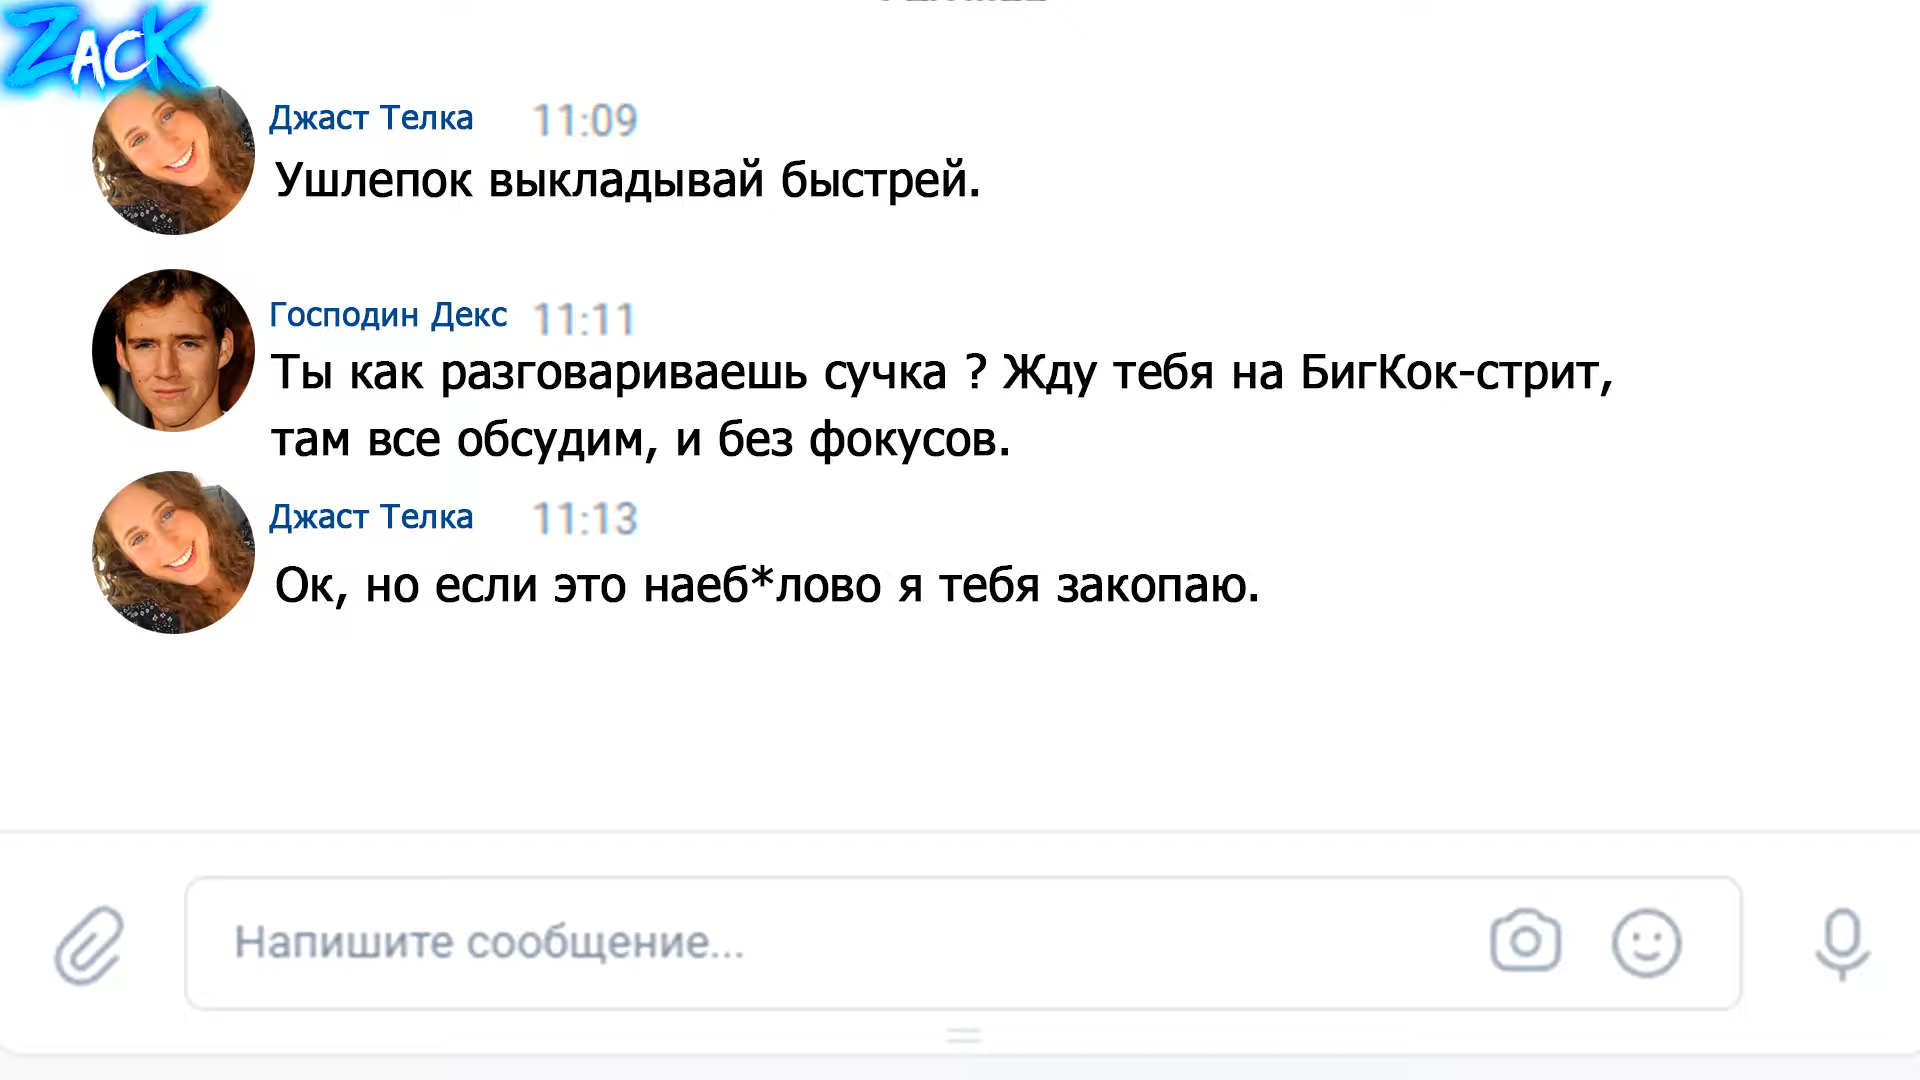 ZACK
Джаст Телка 11:09
Ушлепок выкладывай быстрей.
Господин Декс 11:11
Ты как разговариваешь сучка ? Жду тебя на БигКок-стрит,
там все обсудим, и без фокусов.
Джаст Телка 11:13
Ок, но если это наеб*лово я тебя закопаю.
Напишите сообщение...